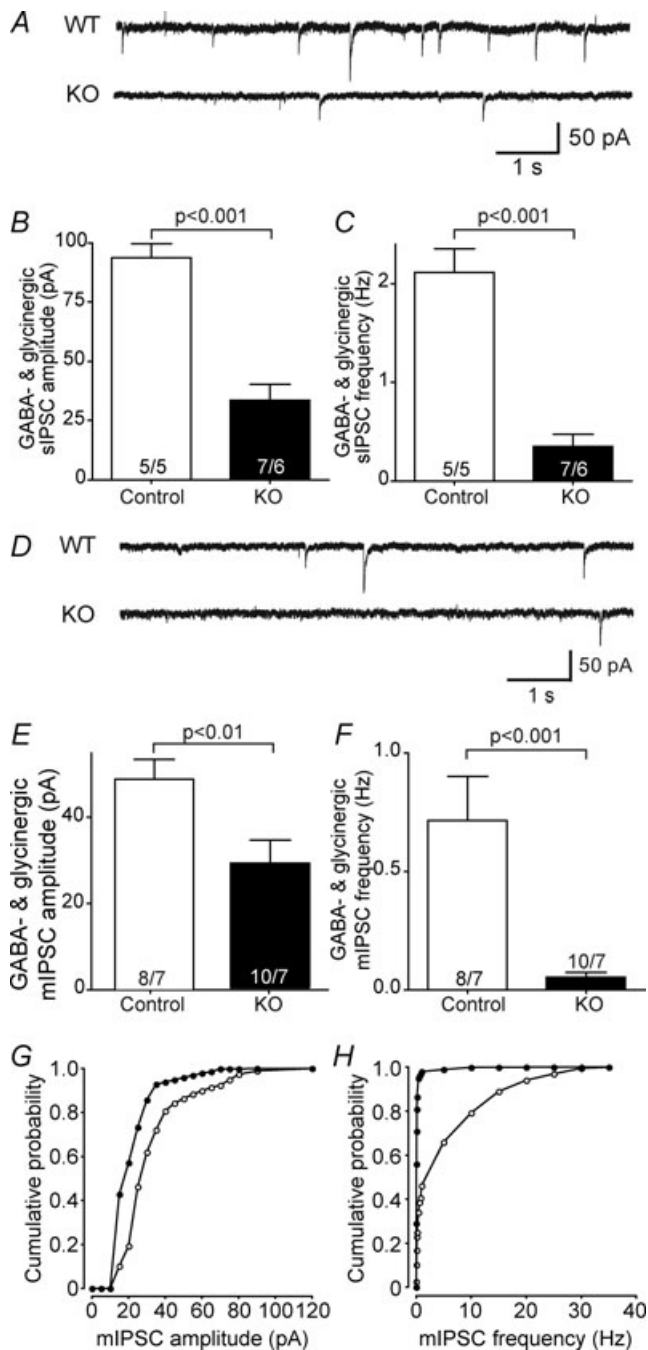 A
WT
KO
50 pA
1 s
B
p<0.001
GABA- & glycinergic
sIPSC amplitude (pA)
100
75
50
25
0
5/5
7/6
Control
KO
C
p<0.001
GABA- & glycinergic
sIPSC frequency (Hz)
2
1
0
5/5
7/6
Control
KO
D
WT
KO
50 pA
1 s
E
p<0.01
GABA- & glycinergic
mIPSC amplitude (pA)
40
20
0
8/7
10/7
Control
KO
F
p<0.001
GABA- & glycinergic
mIPSC frequency (Hz)
1.0
0.5
0.0
8/7
10/7
Control
KO
G
Cumulative probability
1.0
0.8
0.6
0.4
0.2
0
0 20 40 60 80 100 120
mIPSC amplitude (pA)
H
Cumulative probability
1.0
0.8
0.6
0.4
0.2
0
0 10 20 30 40
mIPSC frequency (Hz)